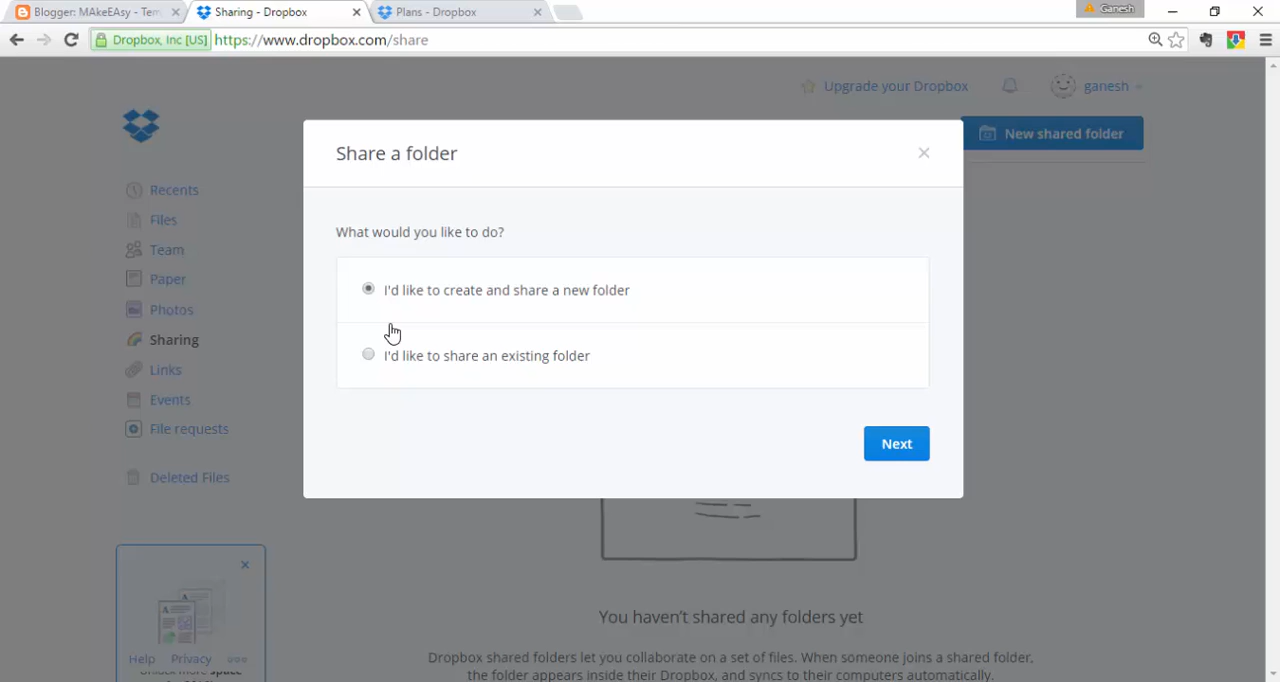 Blogger: MAkeEAsy - Tem
Sharing - Dropbox
Plans - Dropbox
Ganesh
Dropbox, Inc [US] https://www.dropbox.com/share
Upgrade your Dropbox
ganesh
New shared folder
Share a folder
What would you like to do?
I'd like to create and share a new folder
I'd like to share an existing folder
Next
Recents
Files
Team
Paper
Photos
Sharing
Links
Events
File requests
Deleted Files
Help Privacy
You haven't shared any folders yet
Dropbox shared folders let you collaborate on a set of files. When someone joins a shared folder,
the folder appears inside their Dropbox, and syncs to their computers automatically.